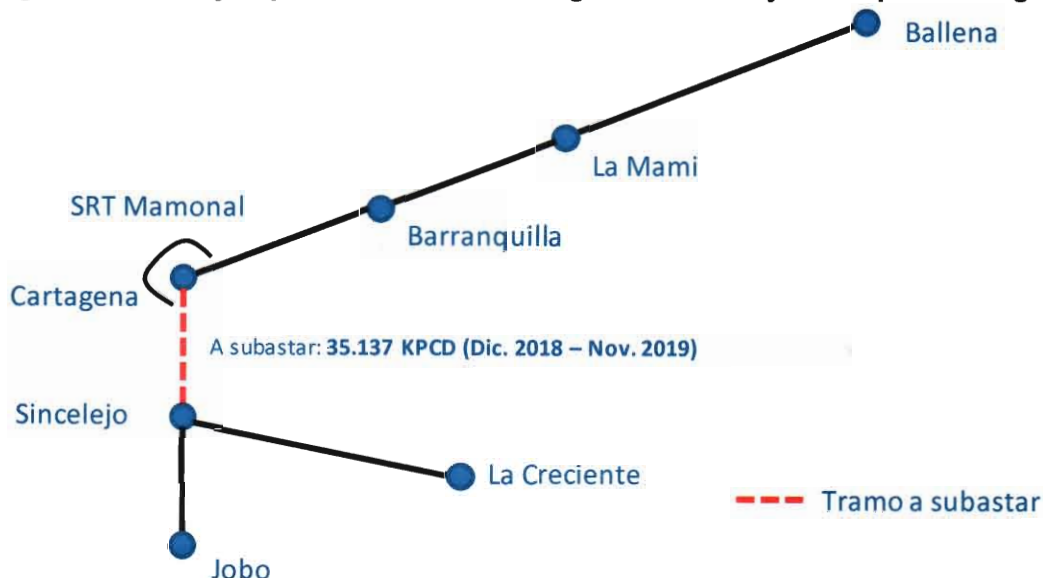 Ballena
La Mami
SRT Mamonal
Barranquilla
Cartagena
A subastar: 35.137 KPCD (Dic. 2018 – Nov. 2019)
Sincelejo
La Creciente
Tramo a subastar
Jobo